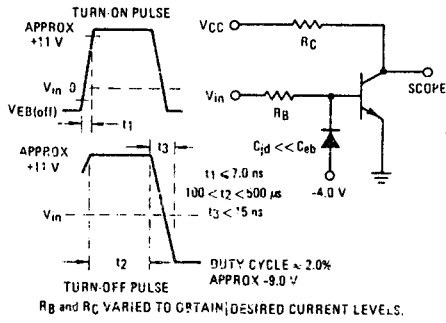 TURN-ON PULSE
APPROX
+11 V
Vin 0
VEB(off)
t1
t3
APPROX
+11 V
Vin
t2
TURN-OFF PULSE
t1 ≤ 7.0 ns
100 < t2 < 500 µs
t3 < 15 ns
DUTY CYCLE ≈ 2.0%
APPROX -9.0 V
VCC
RC
SCOPE
Vin
RB
Cjd << Ceb
-4.0 V
RB and RC VARIED TO OBTAIN DESIRED CURRENT LEVELS.